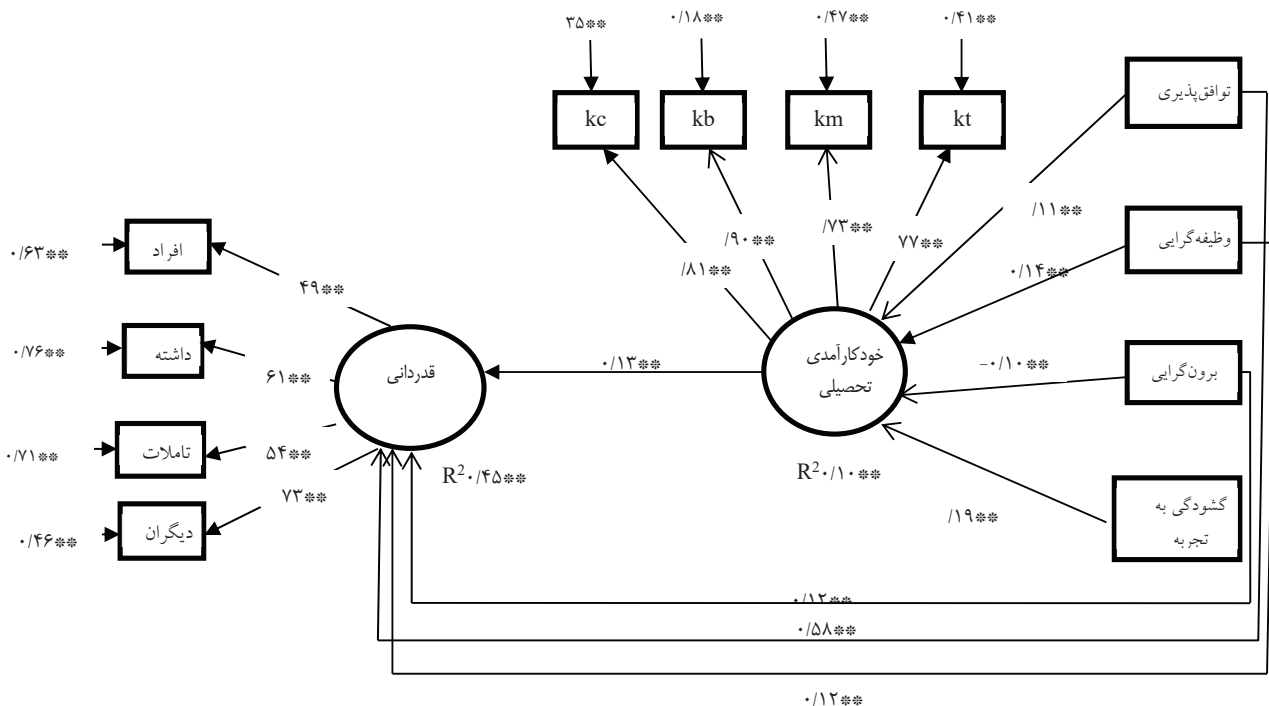 ۳۵**
۰/۱۸**
۰/۴۷**
۰/۴۱**
kc
kb
km
kt
توافق‌پذیری
/۱۱**
وظیفه‌گرایی
۰/۱۴**
/۸۱**
/۹۰**
/۷۳**
۷۷**
۰/۶۳**
افراد
۴۹**
۰/۷۶**
داشته
۶۱**
قدردانی
۰/۱۳**
خودکارآمدی
تحصیلی
-۰/۱۰**
برون‌گرایی
۰/۷۱**
تاملات
۵۴**
R²۰/۴۵**
R²۰/۱۰**
۷۳**
۰/۴۶**
دیگران
/۱۹**
گشودگی به
تجربه
۰/۱۲**
۰/۵۸**
۰/۱۲**